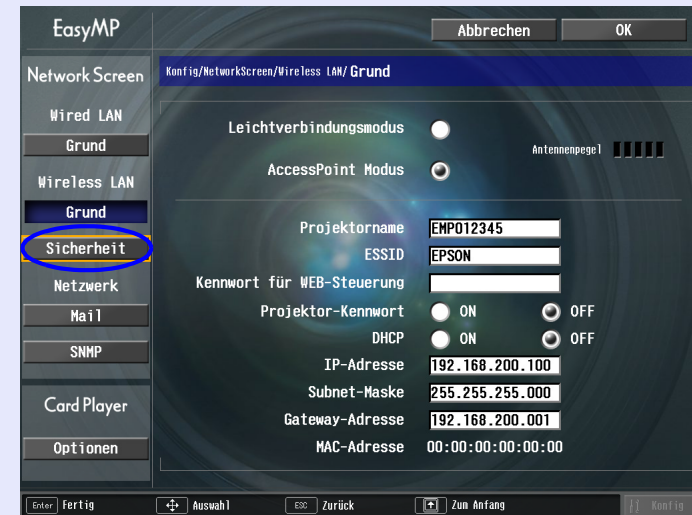 EasyMP
Abbrechen
OK
Network Screen
Wired LAN
Grund
Wireless LAN
Grund
Sicherheit
Netzwerk
Mail
SNMP
Card Player
Optionen
Konfig/NetworkScreen/Wireless LAN/ Grund
Leichtverbindungsmodus
Antennenpegel
AccessPoint Modus
Projektorname EMP012345
ESSID EPSON
Kennwort für WEB-Steuerung
Projektor-Kennwort ON OFF
DHCP ON OFF
IP-Adresse 192.168.200.100
Subnet-Maske 255.255.255.000
Gateway-Adresse 192.168.200.001
MAC-Adresse 00:00:00:00:00:00
Enter Fertig Auswahl ESC Zurück Zum Anfang Konfig